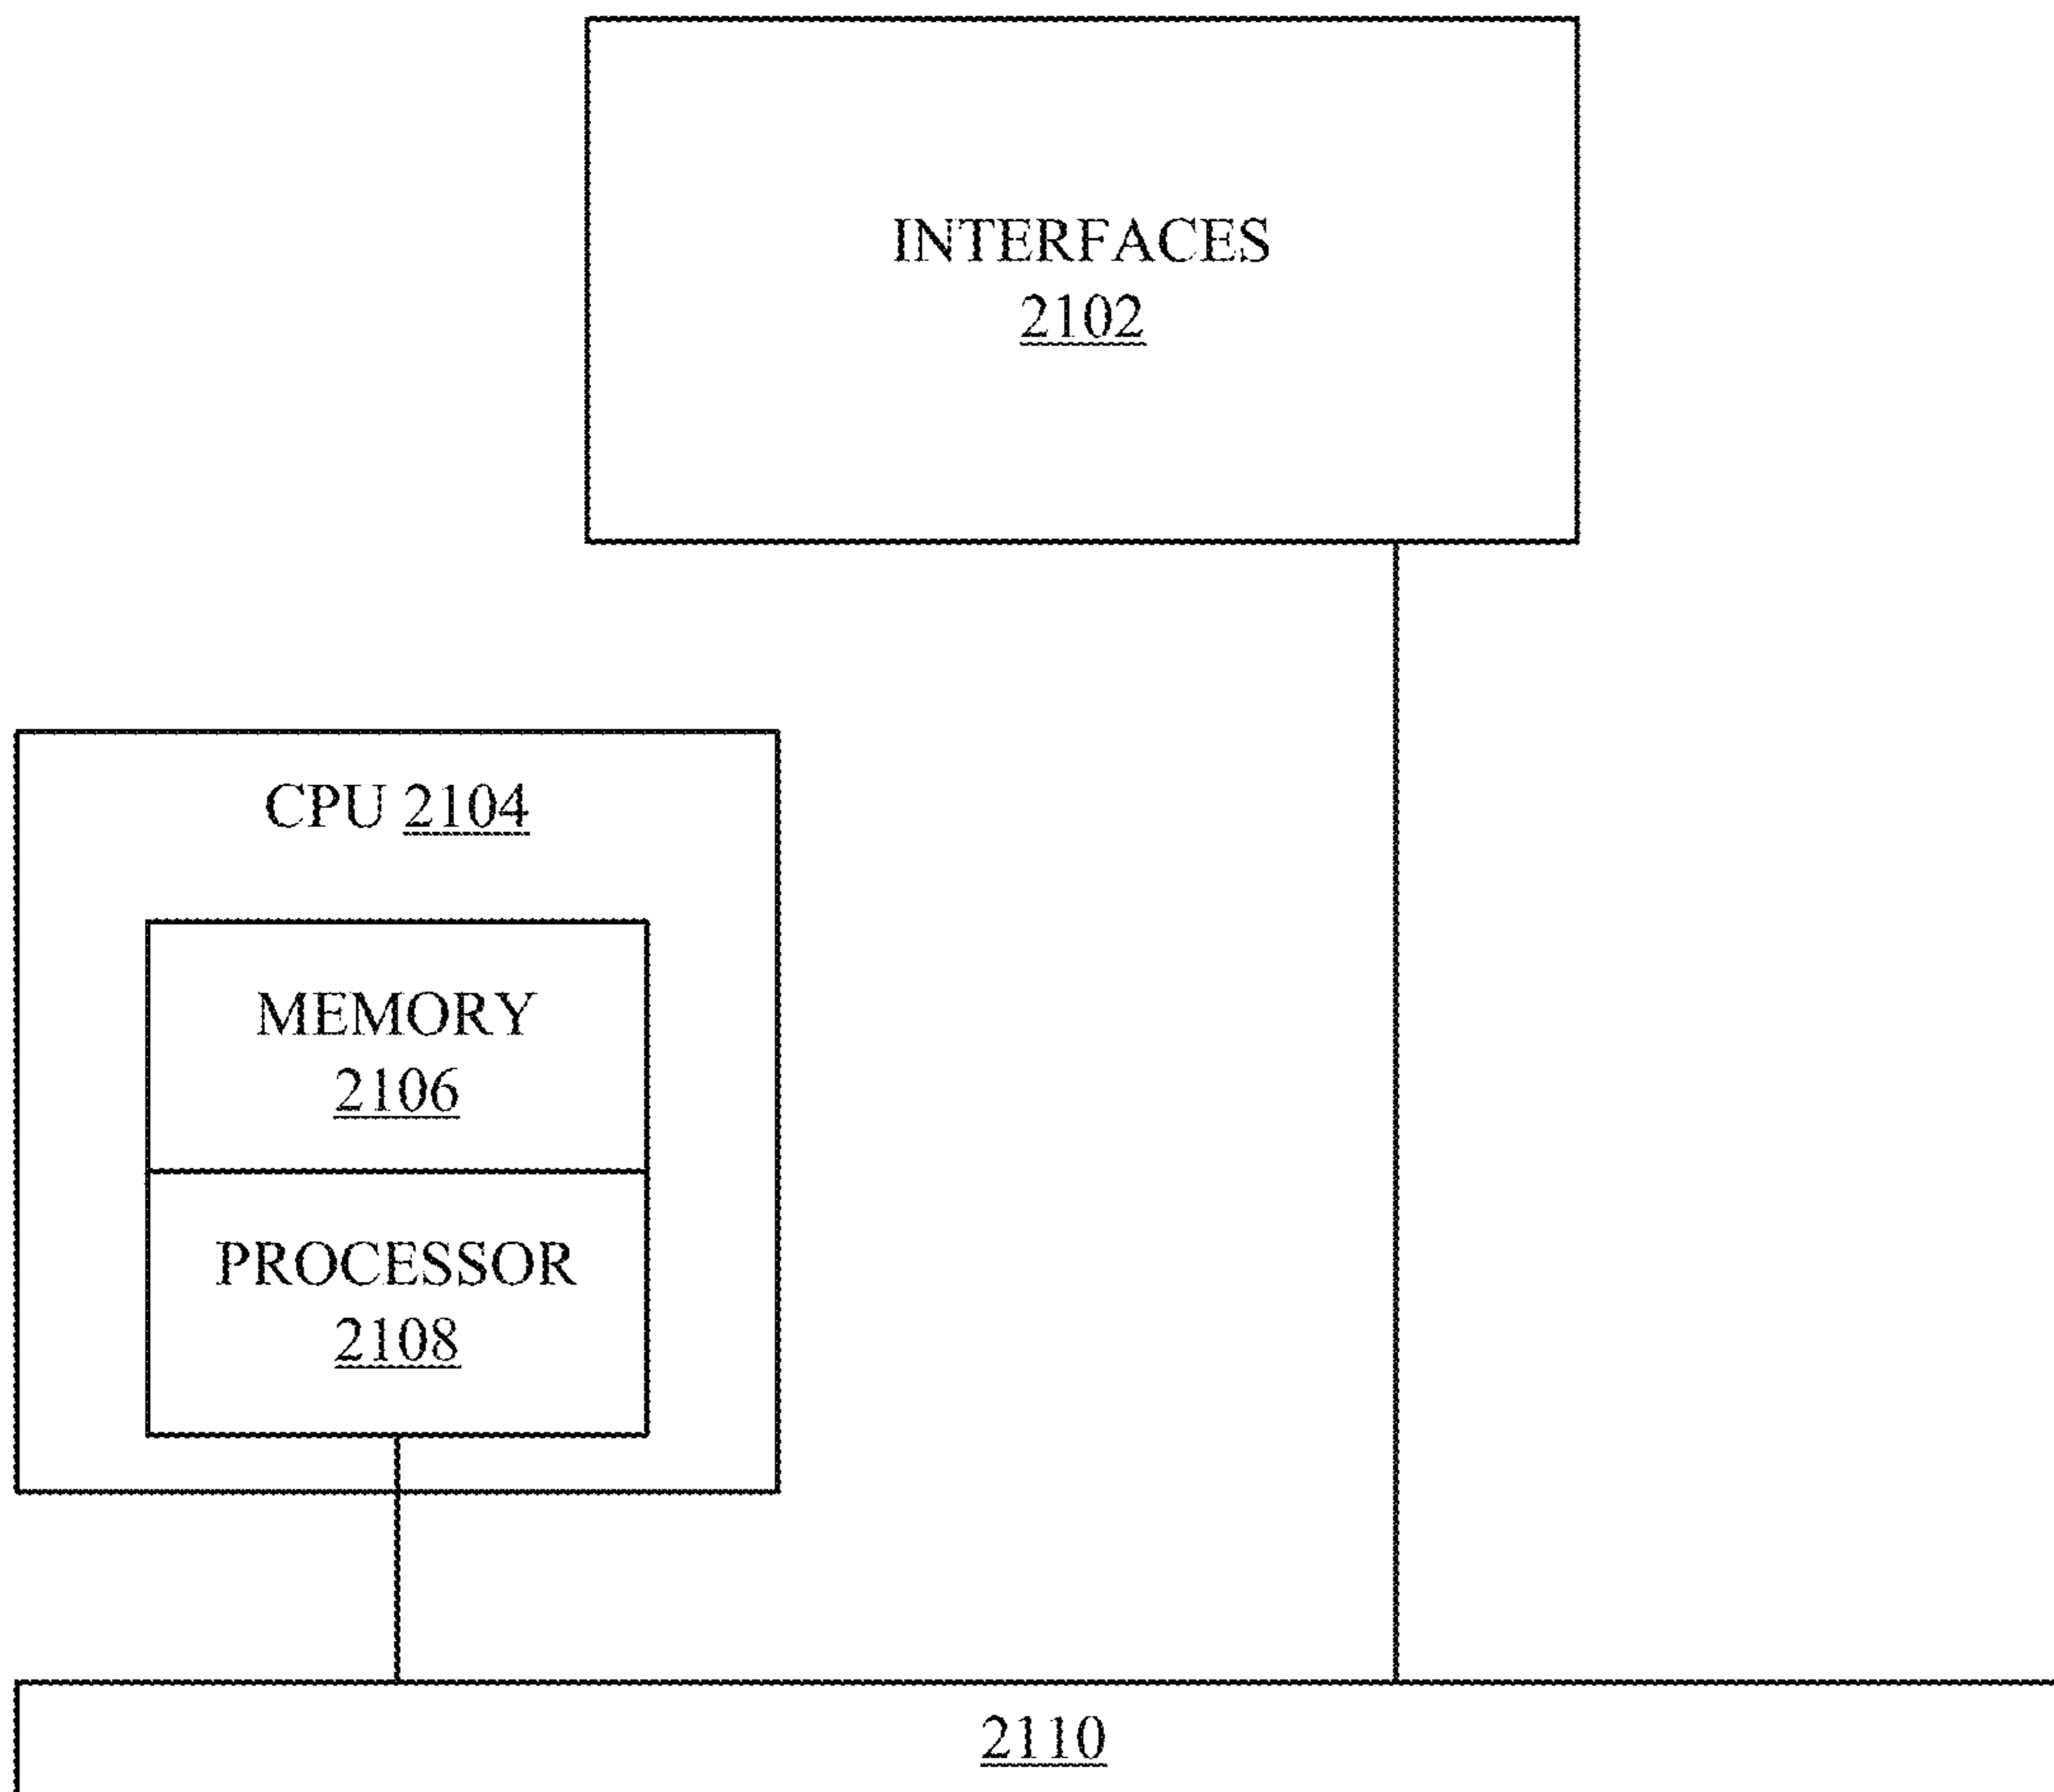 INTERFACES
2102
CPU 2104
MEMORY
2106
PROCESSOR
2108
2110